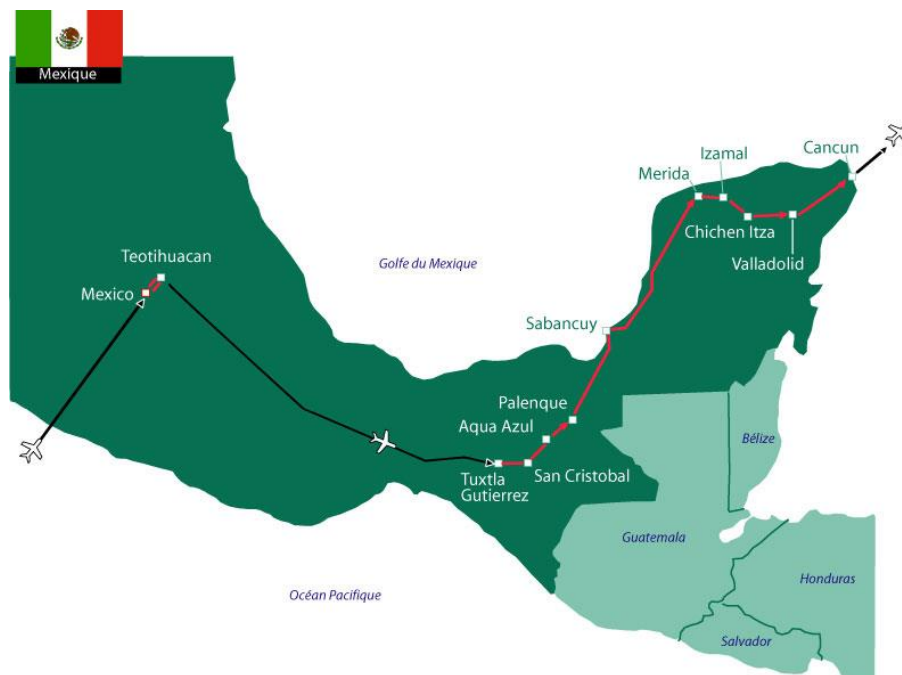 Mexique
Cancun
Izamal
Merida
Chichen Itza
Valladolid
Teotihuacan
Golfe du Mexique
Mexico
Sabancuy
Palenque
Aqua Azul
Bélize
San Cristobal
Tuxtla
Gutierrez
Guatemala
Honduras
Océan Pacifique
Salvador